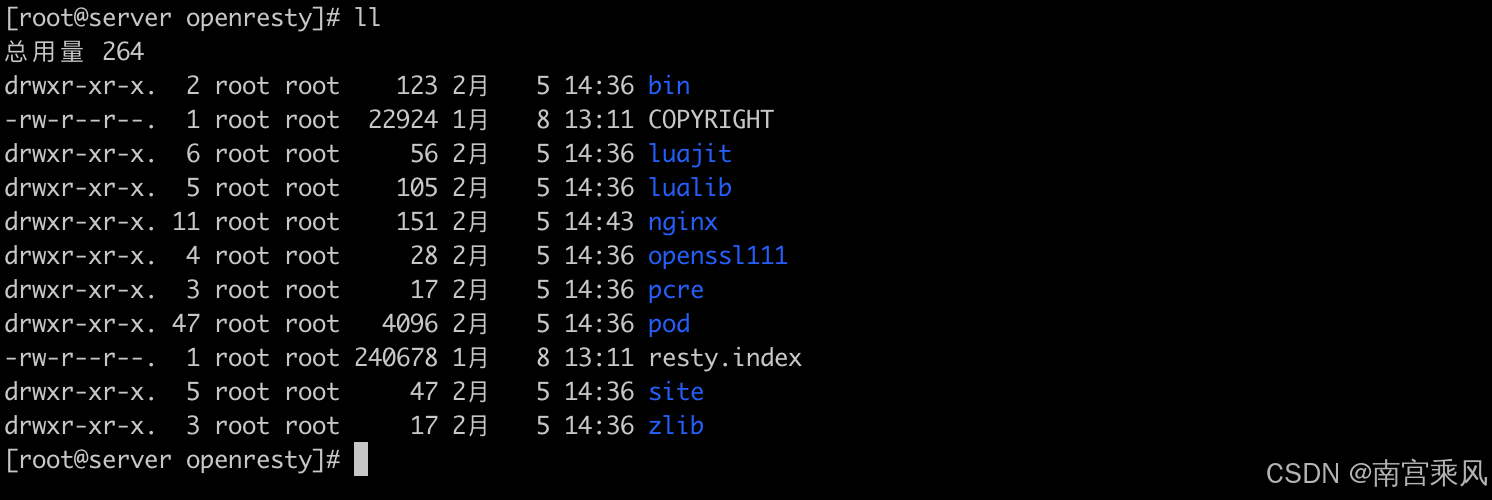 [root@server openresty]# ll
总用量 264
drwxr-xr-x.  2 root root    123 2月   5 14:36 bin
-rw-r--r--.  1 root root  22924 1月   8 13:11 COPYRIGHT
drwxr-xr-x.  6 root root     56 2月   5 14:36 luajit
drwxr-xr-x.  5 root root    105 2月   5 14:36 lualib
drwxr-xr-x. 11 root root    151 2月   5 14:43 nginx
drwxr-xr-x.  4 root root     28 2月   5 14:36 openssl111
drwxr-xr-x.  3 root root     17 2月   5 14:36 pcre
drwxr-xr-x. 47 root root   4096 2月   5 14:36 pod
-rw-r--r--.  1 root root 240678 1月   8 13:11 resty.index
drwxr-xr-x.  5 root root     47 2月   5 14:36 site
drwxr-xr-x.  3 root root     17 2月   5 14:36 zlib
[root@server openresty]#
CSDN @南宫乘风